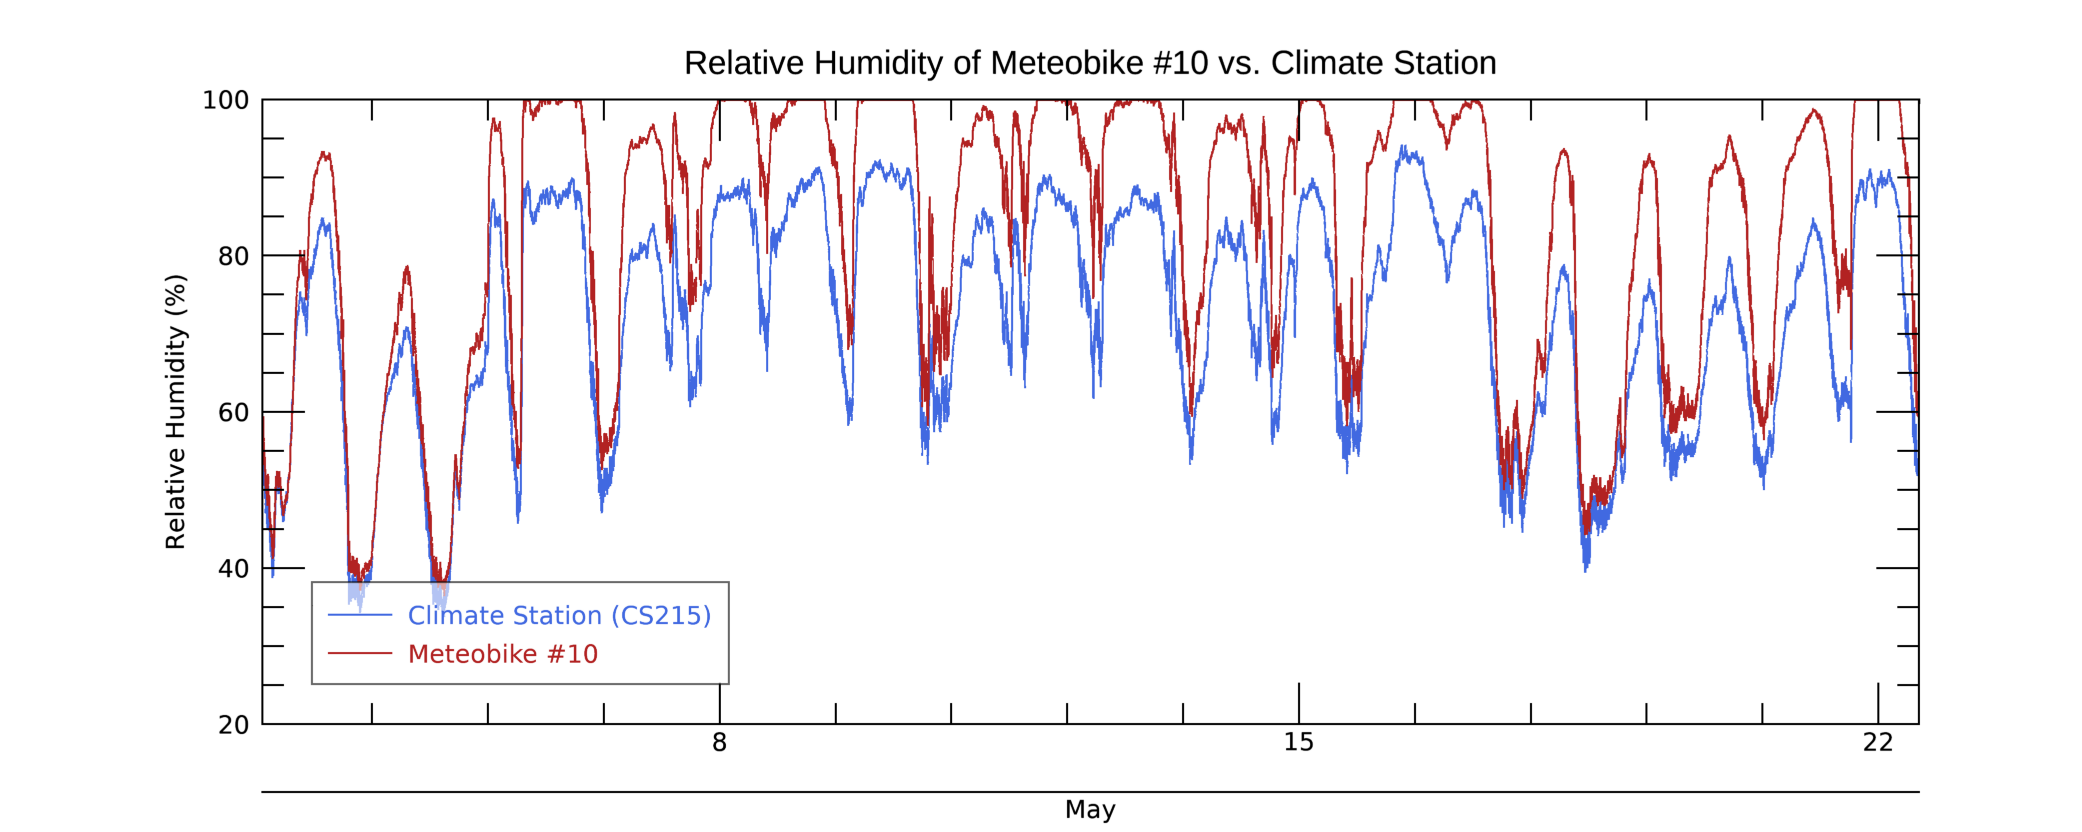 Relative Humidity of Meteobike #10 vs. Climate Station
Relative Humidity (%)
100
80
60
40
20
Climate Station (CS215)
Meteobike #10
8
15
22
May